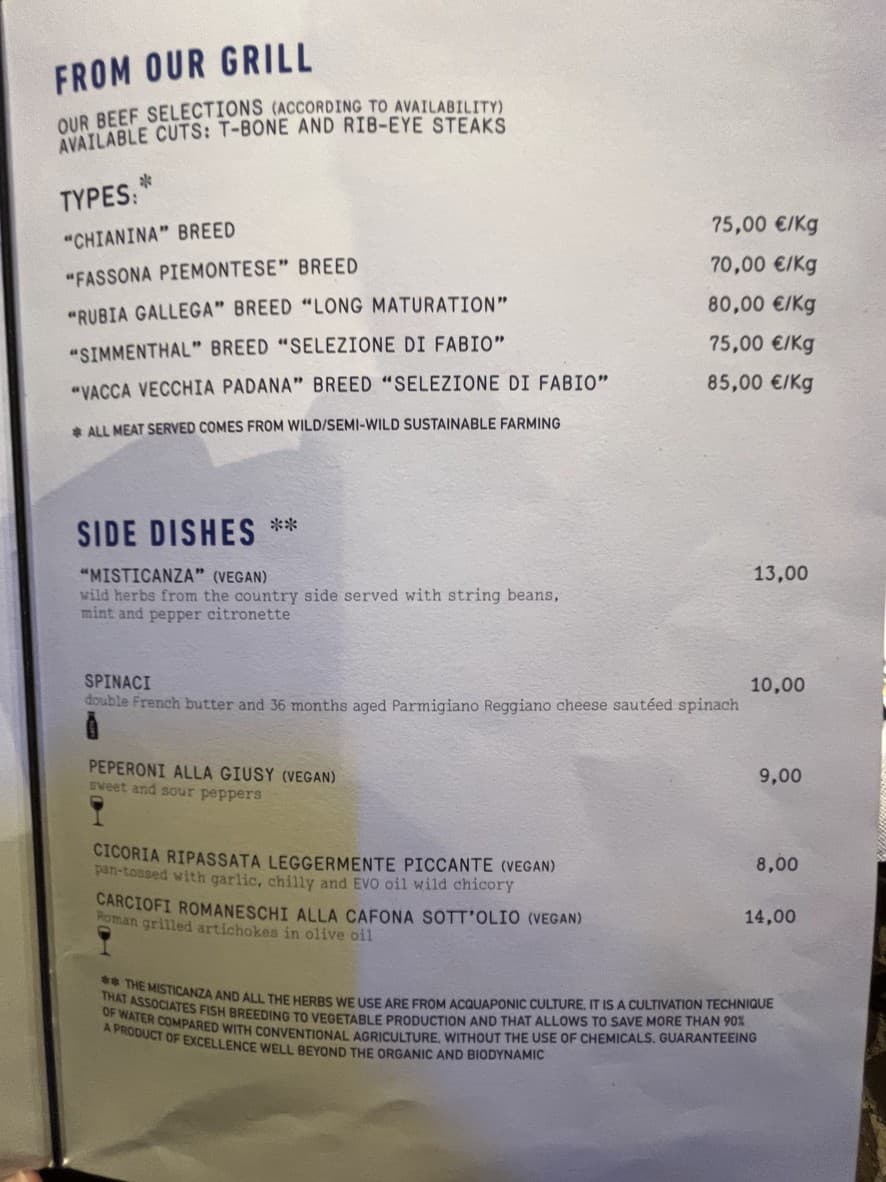 FROM OUR GRILL
OUR BEEF SELECTIONS (ACCORDING TO AVAILABILITY)
AVAILABLE CUTS: T-BONE AND RIB-EYE STEAKS
TYPES:*
“CHIANINA” BREED 75,00 €/Kg
“FASSONA PIEMONTESE” BREED 70,00 €/Kg
“RUBIA GALLEGA” BREED “LONG MATURATION” 80,00 €/Kg
“SIMMENTHAL” BREED “SELEZIONE DI FABIO” 75,00 €/Kg
“VACCA VECCHIA PADANA” BREED “SELEZIONE DI FABIO” 85,00 €/Kg
* ALL MEAT SERVED COMES FROM WILD/SEMI-WILD SUSTAINABLE FARMING
SIDE DISHES **
“MISTICANZA” (VEGAN) 13,00
wild herbs from the country side served with string beans,
mint and pepper citronette
SPINACI 10,00
double French butter and 36 months aged Parmigiano Reggiano cheese sautéed spinach
PEPERONI ALLA GIUSY (VEGAN) 9,00
sweet and sour peppers
CICORIA RIPASSATA LEGGERMENTE PICCANTE (VEGAN) 8,00
pan-tossed with garlic, chilly and EVO oil wild chicory
CARCIOFI ROMANESCHI ALLA CAFONA SOTT'OLIO (VEGAN) 14,00
Roman grilled artichokes in olive oil
** THE MISTICANZA AND ALL THE HERBS WE USE ARE FROM ACQUAPONIC CULTURE. IT IS A CULTIVATION TECHNIQUE
THAT ASSOCIATES FISH BREEDING TO VEGETABLE PRODUCTION AND THAT ALLOWS TO SAVE MORE THAN 90%
OF WATER COMPARED WITH CONVENTIONAL AGRICULTURE, WITHOUT THE USE OF CHEMICALS. GUARANTEEING
A PRODUCT OF EXCELLENCE WELL BEYOND THE ORGANIC AND BIODYNAMIC